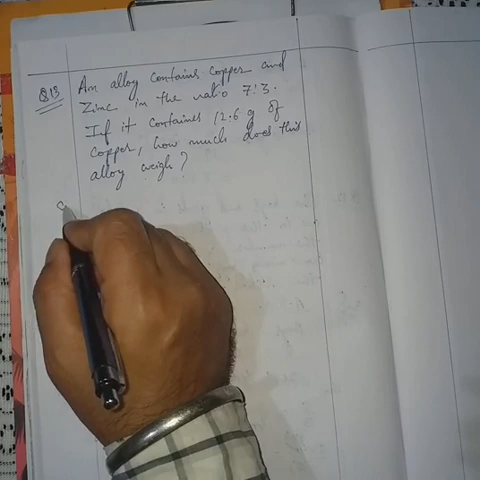 Q13 An alloy contains copper and
Zinc in the ratio 7:3.
If it contains 12.6 g of
copper, how much does this
alloy weigh?